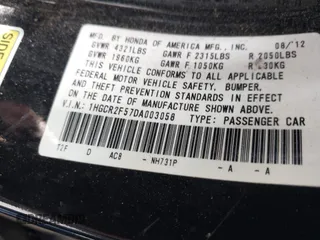 SIDE
MFD. BY HONDA OF AMERICA MFG., INC. 08/'12
GVWR 4321LBS GAWR F 2315LBS R 2050LBS
GVWR 1960KG GAWR F 1050KG R 930KG
THIS VEHICLE CONFORMS TO ALL APPLICABLE
FEDERAL MOTOR VEHICLE SAFETY, BUMPER,
AND THEFT PREVENTION STANDARDS IN EFFECT
ON THE DATE OF MANUFACTURE SHOWN ABOVE.
V.I.N.: 1HGCR2F57DA003058 TYPE: PASSENGER CAR
D AC8 - NH731P - A - A